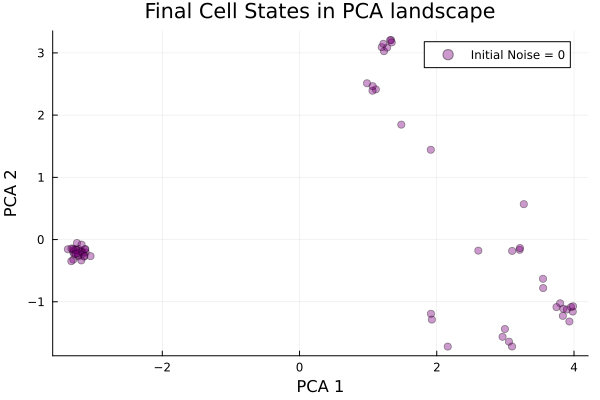 Final Cell States in PCA landscape
Initial Noise = 0
PCA 2
3
2
1
0
−1
−2
0
2
4
PCA 1